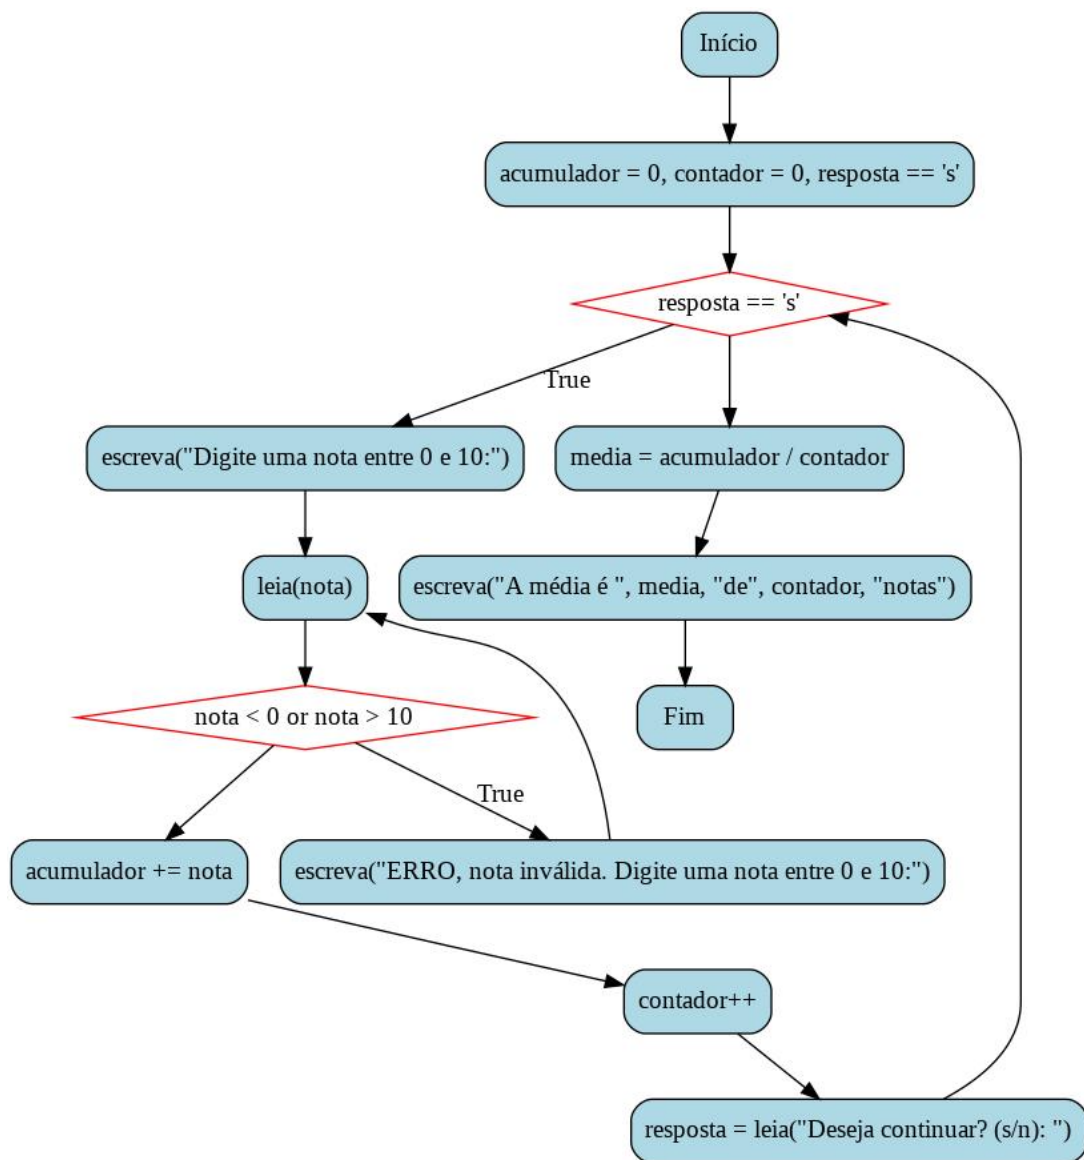 Início
acumulador = 0, contador = 0, resposta == 's'
resposta == 's'
True
escreva("Digite uma nota entre 0 e 10:")
media = acumulador / contador
leia(nota)
escreva("A média é ", media, "de", contador, "notas")
nota < 0 or nota > 10
Fim
True
acumulador += nota
escreva("ERRO, nota inválida. Digite uma nota entre 0 e 10:")
contador++
resposta = leia("Deseja continuar? (s/n): ")